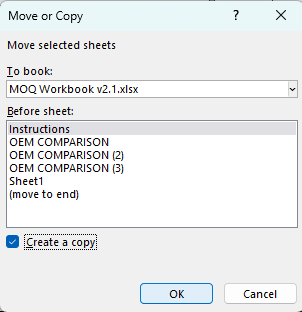 Move or Copy
Move selected sheets
To book:
MOQ Workbook v2.1.xlsx
Before sheet:
Instructions
OEM COMPARISON
OEM COMPARISON (2)
OEM COMPARISON (3)
Sheet1
(move to end)
Create a copy
OK
Cancel